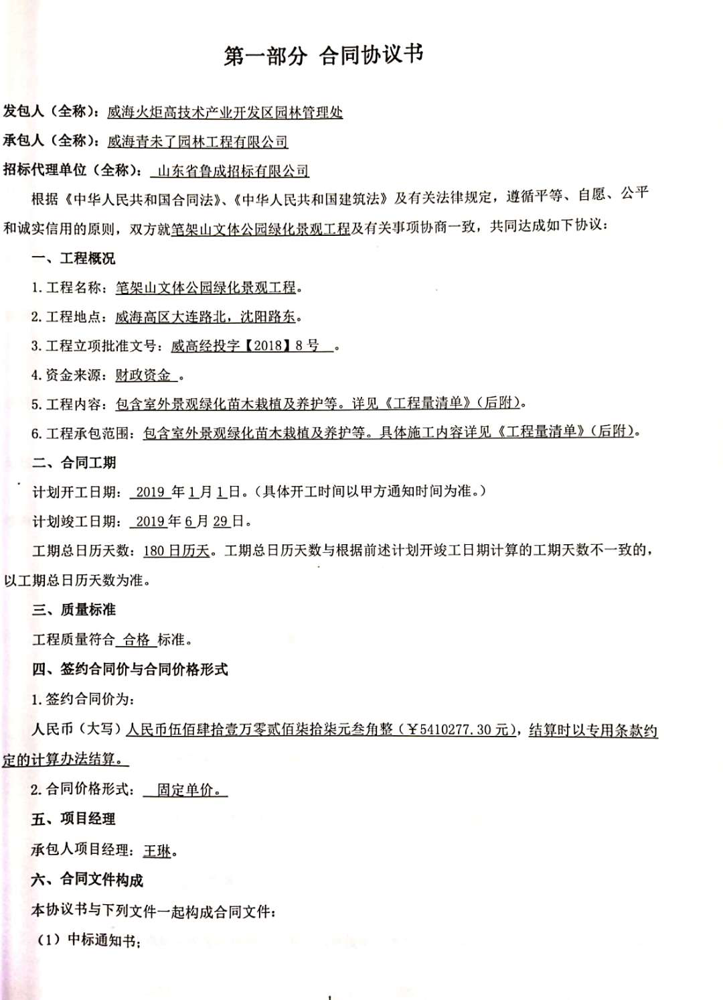 第一部分 合同协议书
发包人（全称）：威海火炬高技术产业开发区园林管理处
承包人（全称）：威海青未了园林工程有限公司
招标代理单位（全称）： 山东省鲁成招标有限公司
根据《中华人民共和国合同法》、《中华人民共和国建筑法》及有关法律规定，遵循平等、自愿、公平
和诚实信用的原则，双方就笔架山文体公园绿化景观工程及有关事项协商一致，共同达成如下协议：
一、工程概况
1.工程名称：笔架山文体公园绿化景观工程。
2.工程地点：威海高区大连路北，沈阳路东。
3.工程立项批准文号：威高经投字【2018】8号 。
4.资金来源：财政资金 。
5.工程内容：包含室外景观绿化苗木栽植及养护等。详见《工程量清单》（后附）。
6.工程承包范围：包含室外景观绿化苗木栽植及养护等。具体施工内容详见《工程量清单》（后附）。
二、合同工期
计划开工日期： 2019 年 1 月 1 日。（具体开工时间以甲方通知时间为准。）
计划竣工日期： 2019 年 6 月 29 日。
工期总日历天数：180 日历天。工期总日历天数与根据前述计划开竣工日期计算的工期天数不一致的，
以工期总日历天数为准。
三、质量标准
工程质量符合 合格 标准。
四、签约合同价与合同价格形式
1.签约合同价为：
人民币（大写）人民币伍佰肆拾壹万零贰佰柒拾柒元叁角整（￥5410277.30 元），结算时以专用条款约
定的计算办法结算。
2.合同价格形式： 固定单价。
五、项目经理
承包人项目经理：王琳。
六、合同文件构成
本协议书与下列文件一起构成合同文件：
（1）中标通知书；
1